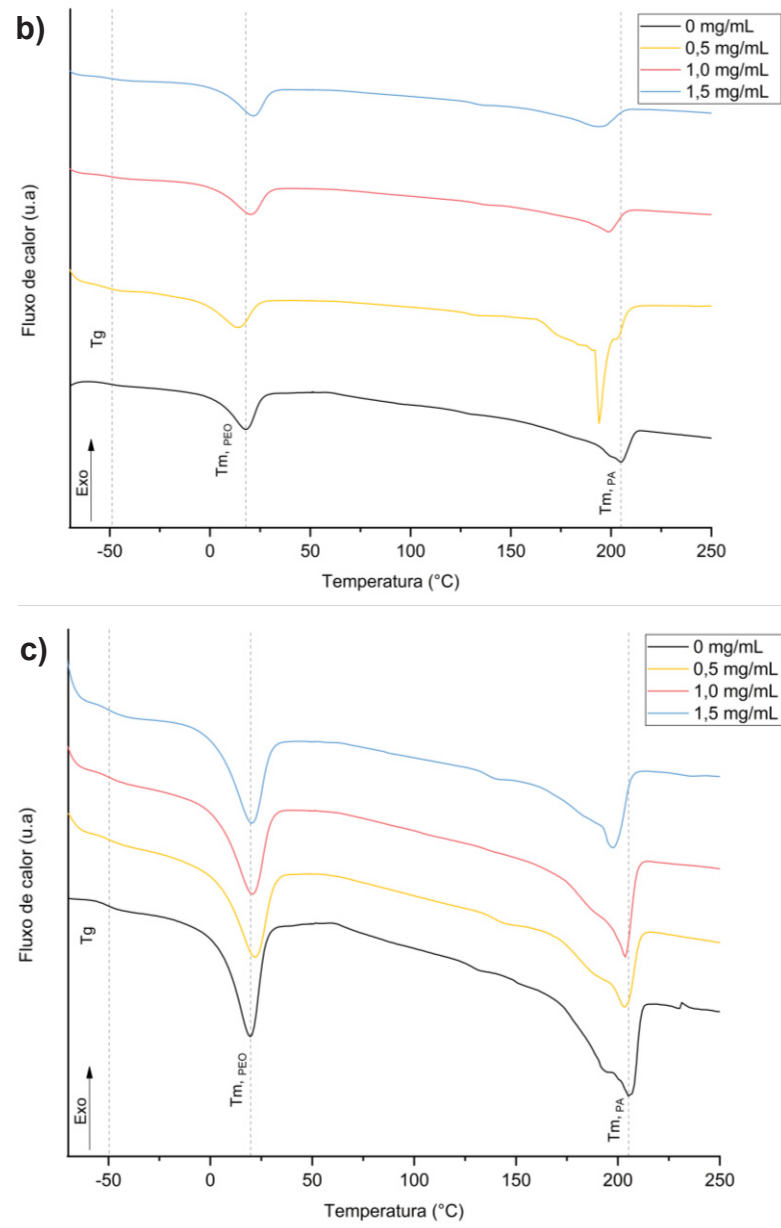 b)
0 mg/mL
0,5 mg/mL
1,0 mg/mL
1,5 mg/mL
Fluxo de calor (u.a)
Tg
Exo
Tm, PEO
Tm, PA
-50
0
50
100
150
200
250
Temperatura (°C)
c)
0 mg/mL
0,5 mg/mL
1,0 mg/mL
1,5 mg/mL
Fluxo de calor (u.a)
Tg
Exo
Tm, PEO
Tm, PA
-50
0
50
100
150
200
250
Temperatura (°C)